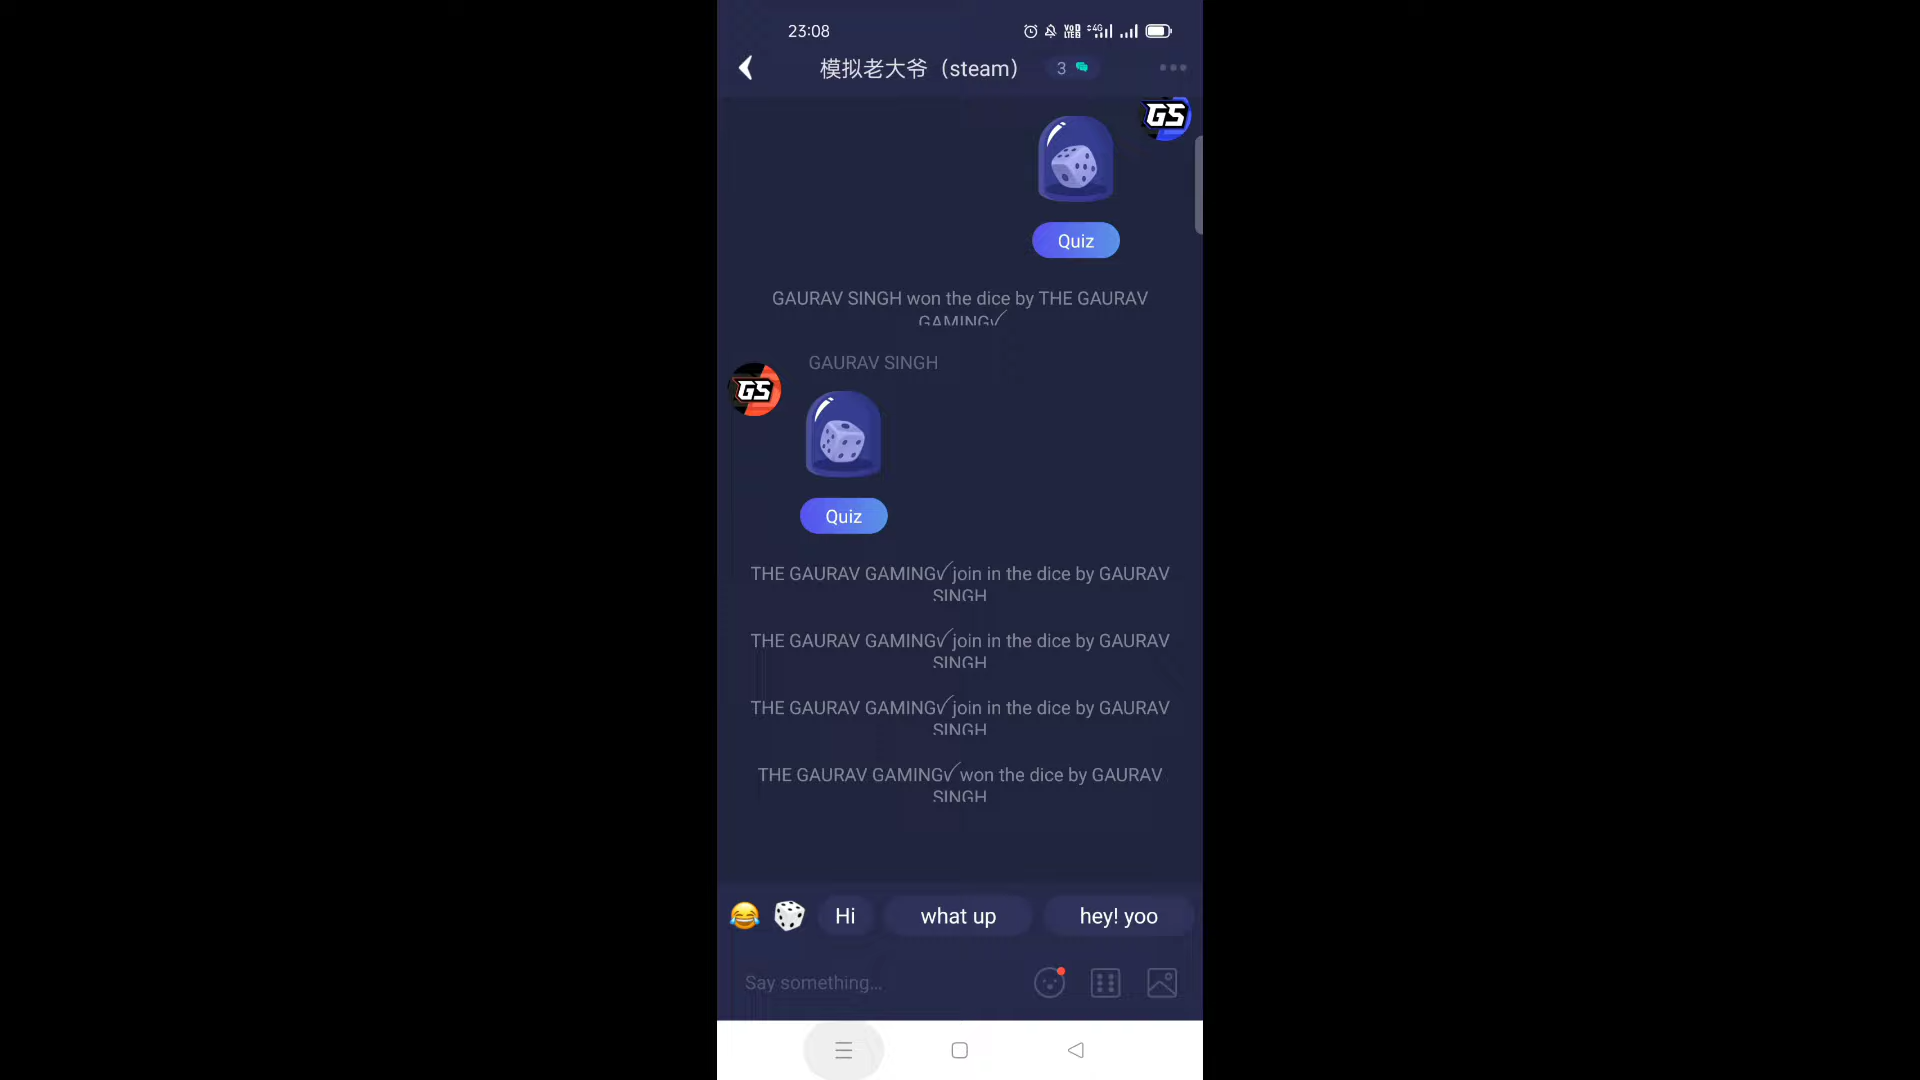 23:08
VoD
LTEB
4G
模拟老大爷（steam）
3
GS
Quiz
GAURAV SINGH won the dice by THE GAURAV
GAMING✓
GAURAV SINGH
GS
Quiz
THE GAURAV GAMING✓join in the dice by GAURAV
SINGH
THE GAURAV GAMING✓join in the dice by GAURAV
SINGH
THE GAURAV GAMING✓join in the dice by GAURAV
SINGH
THE GAURAV GAMING✓won the dice by GAURAV
SINGH
Hi
what up
hey! yoo
Say something...